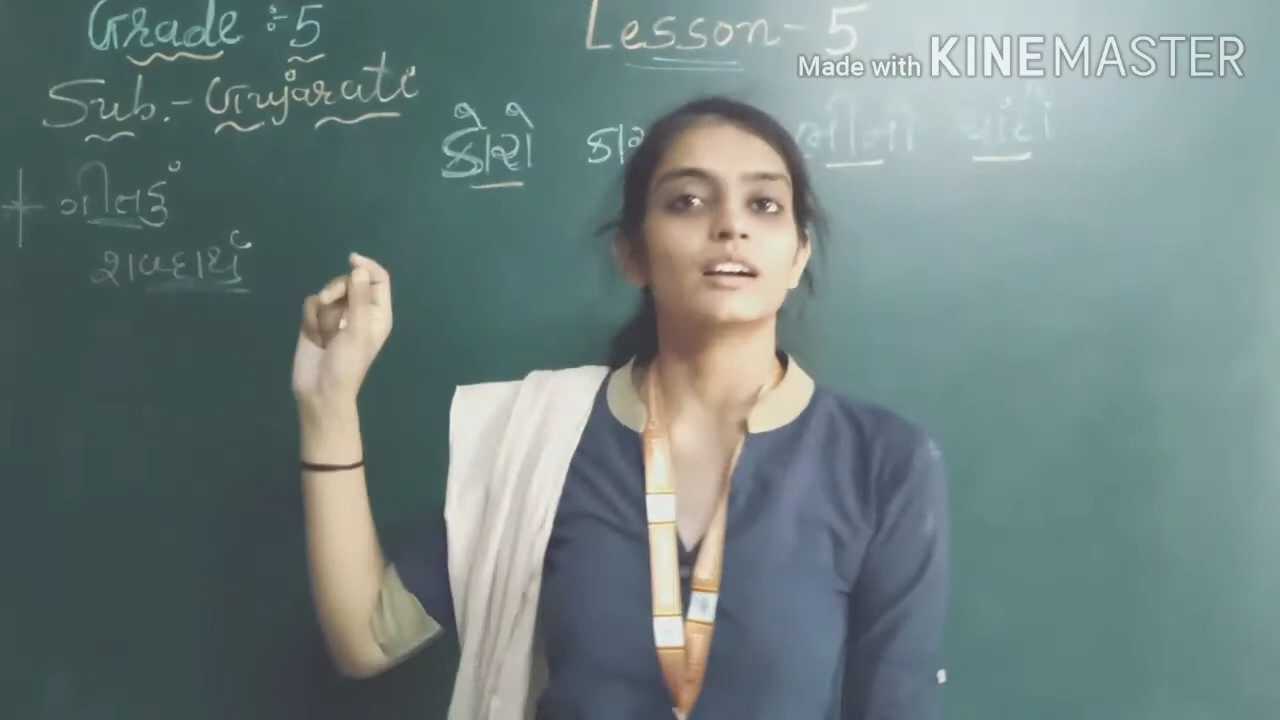 Grade :- 5
Lesson - 5
Made with KINEMASTER
Sub. - Gujarati
કોરો
ગીતડું
શબ્દાર્થ